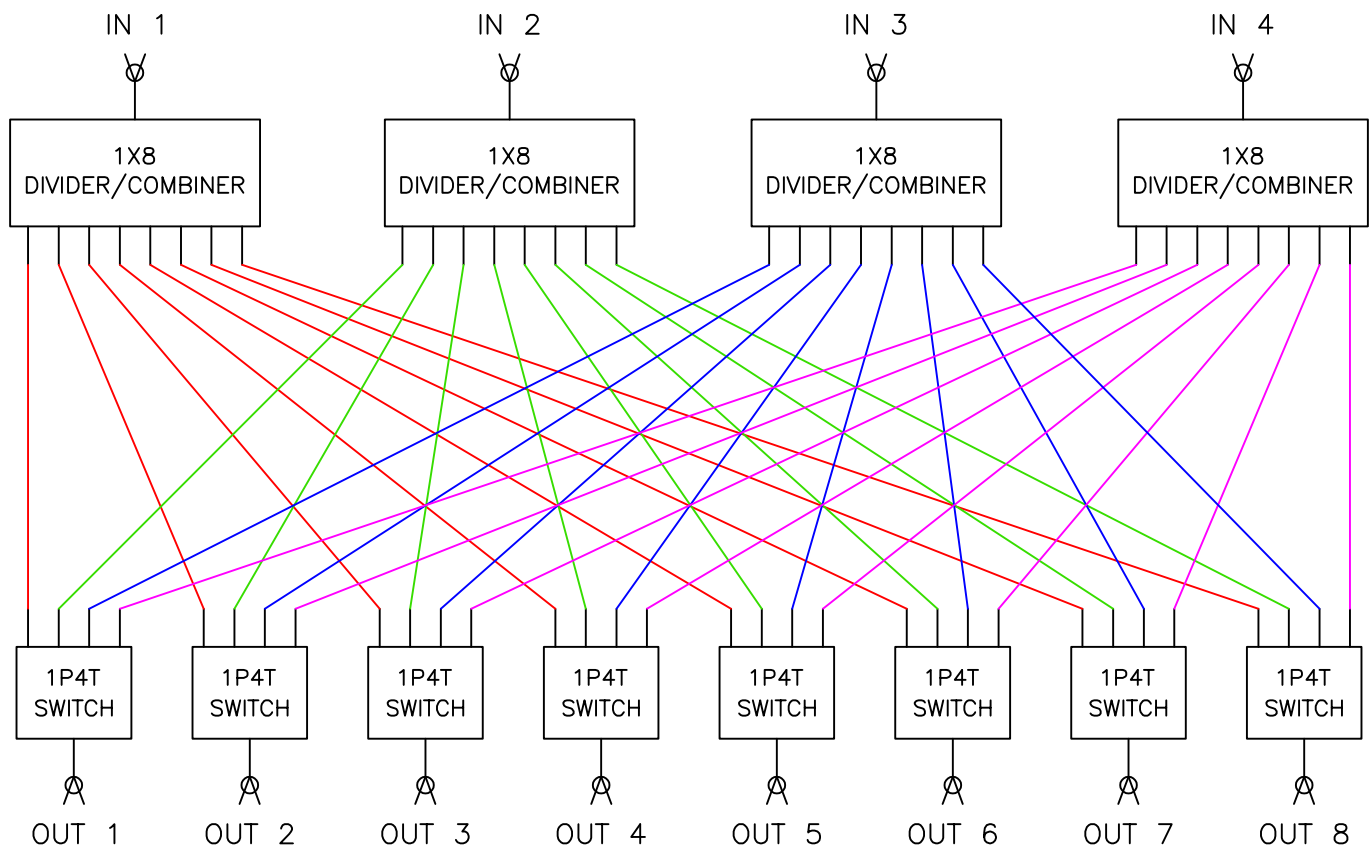 IN 1
IN 2
IN 3
IN 4
1X8
DIVIDER/COMBINER
1X8
DIVIDER/COMBINER
1X8
DIVIDER/COMBINER
1X8
DIVIDER/COMBINER
1P4T
SWITCH
1P4T
SWITCH
1P4T
SWITCH
1P4T
SWITCH
1P4T
SWITCH
1P4T
SWITCH
1P4T
SWITCH
1P4T
SWITCH
OUT 1
OUT 2
OUT 3
OUT 4
OUT 5
OUT 6
OUT 7
OUT 8